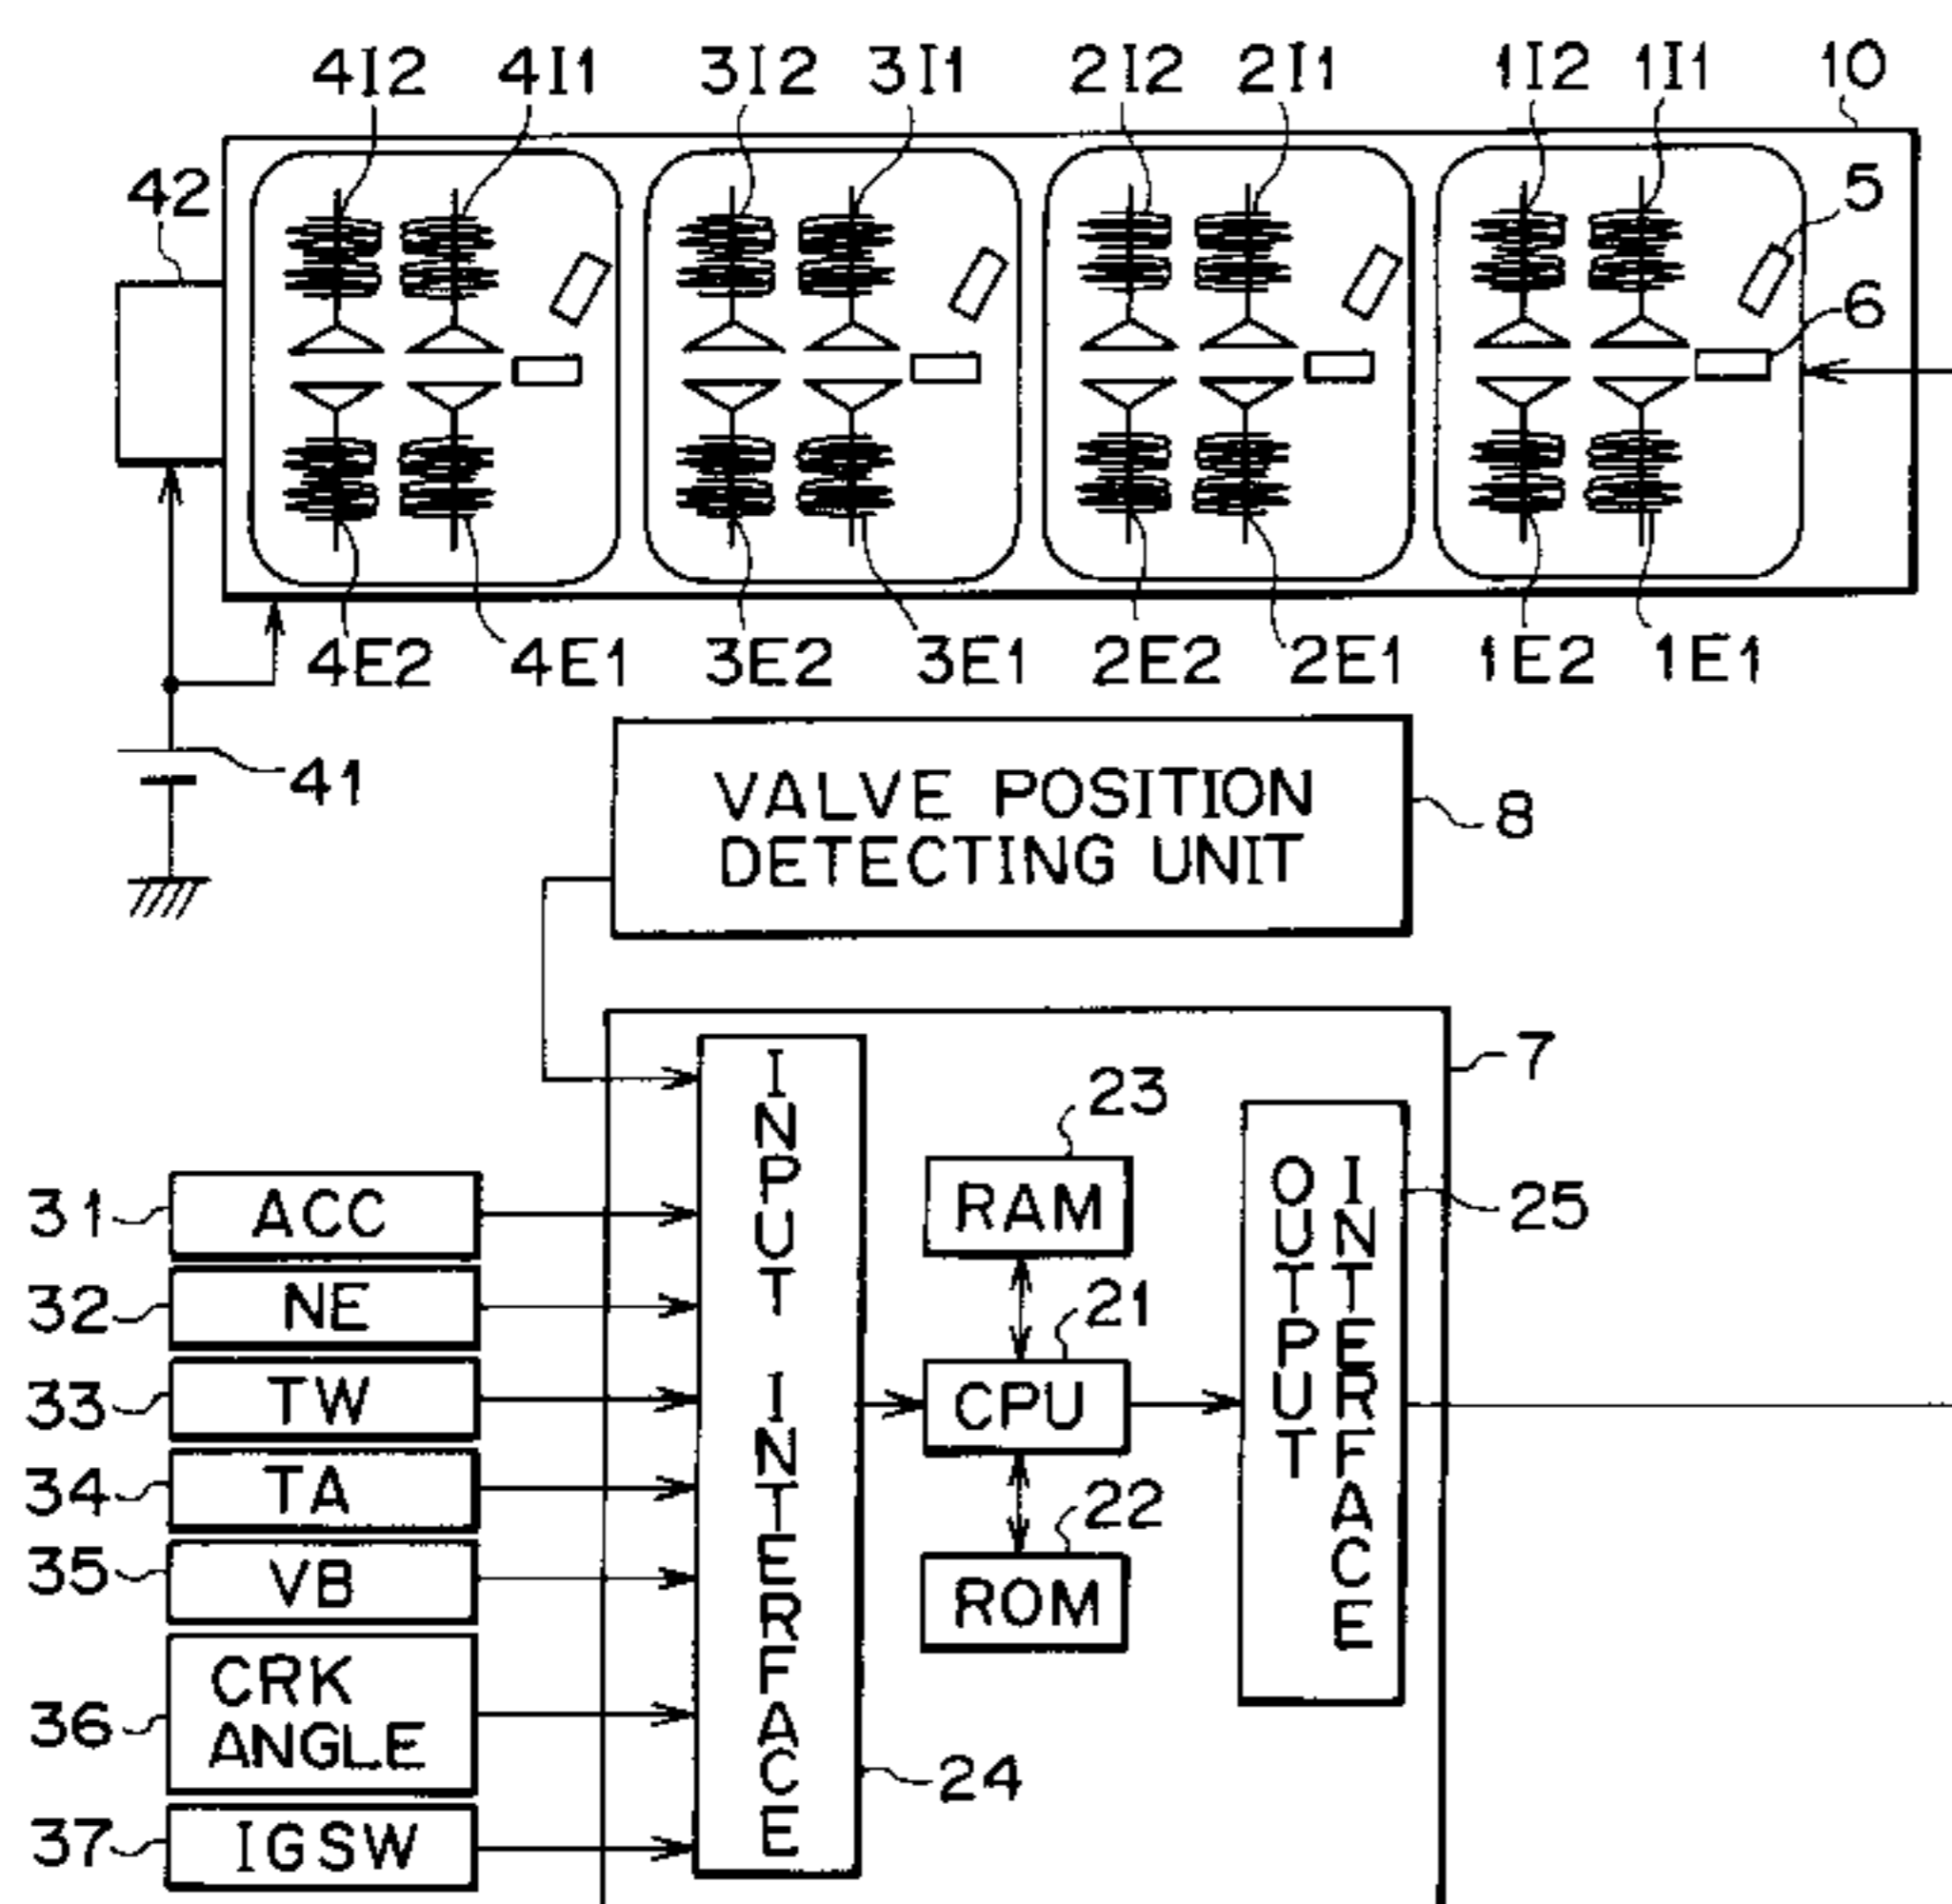 4I2 4I1 3I2 3I1 2I2 2I1 1I2 1I1 10
42
5
6
4E2 4E1 3E2 3E1 2E2 2E1 1E2 1E1
41
VALVE POSITION
DETECTING UNIT
8
7
INPUT INTERFACE
23
RAM
OUTPUT INTERFACE
25
31 ACC
32 NE
21
CPU
33 TW
34 TA
22
35 VB
ROM
36 CRK
ANGLE
24
37 IGSW